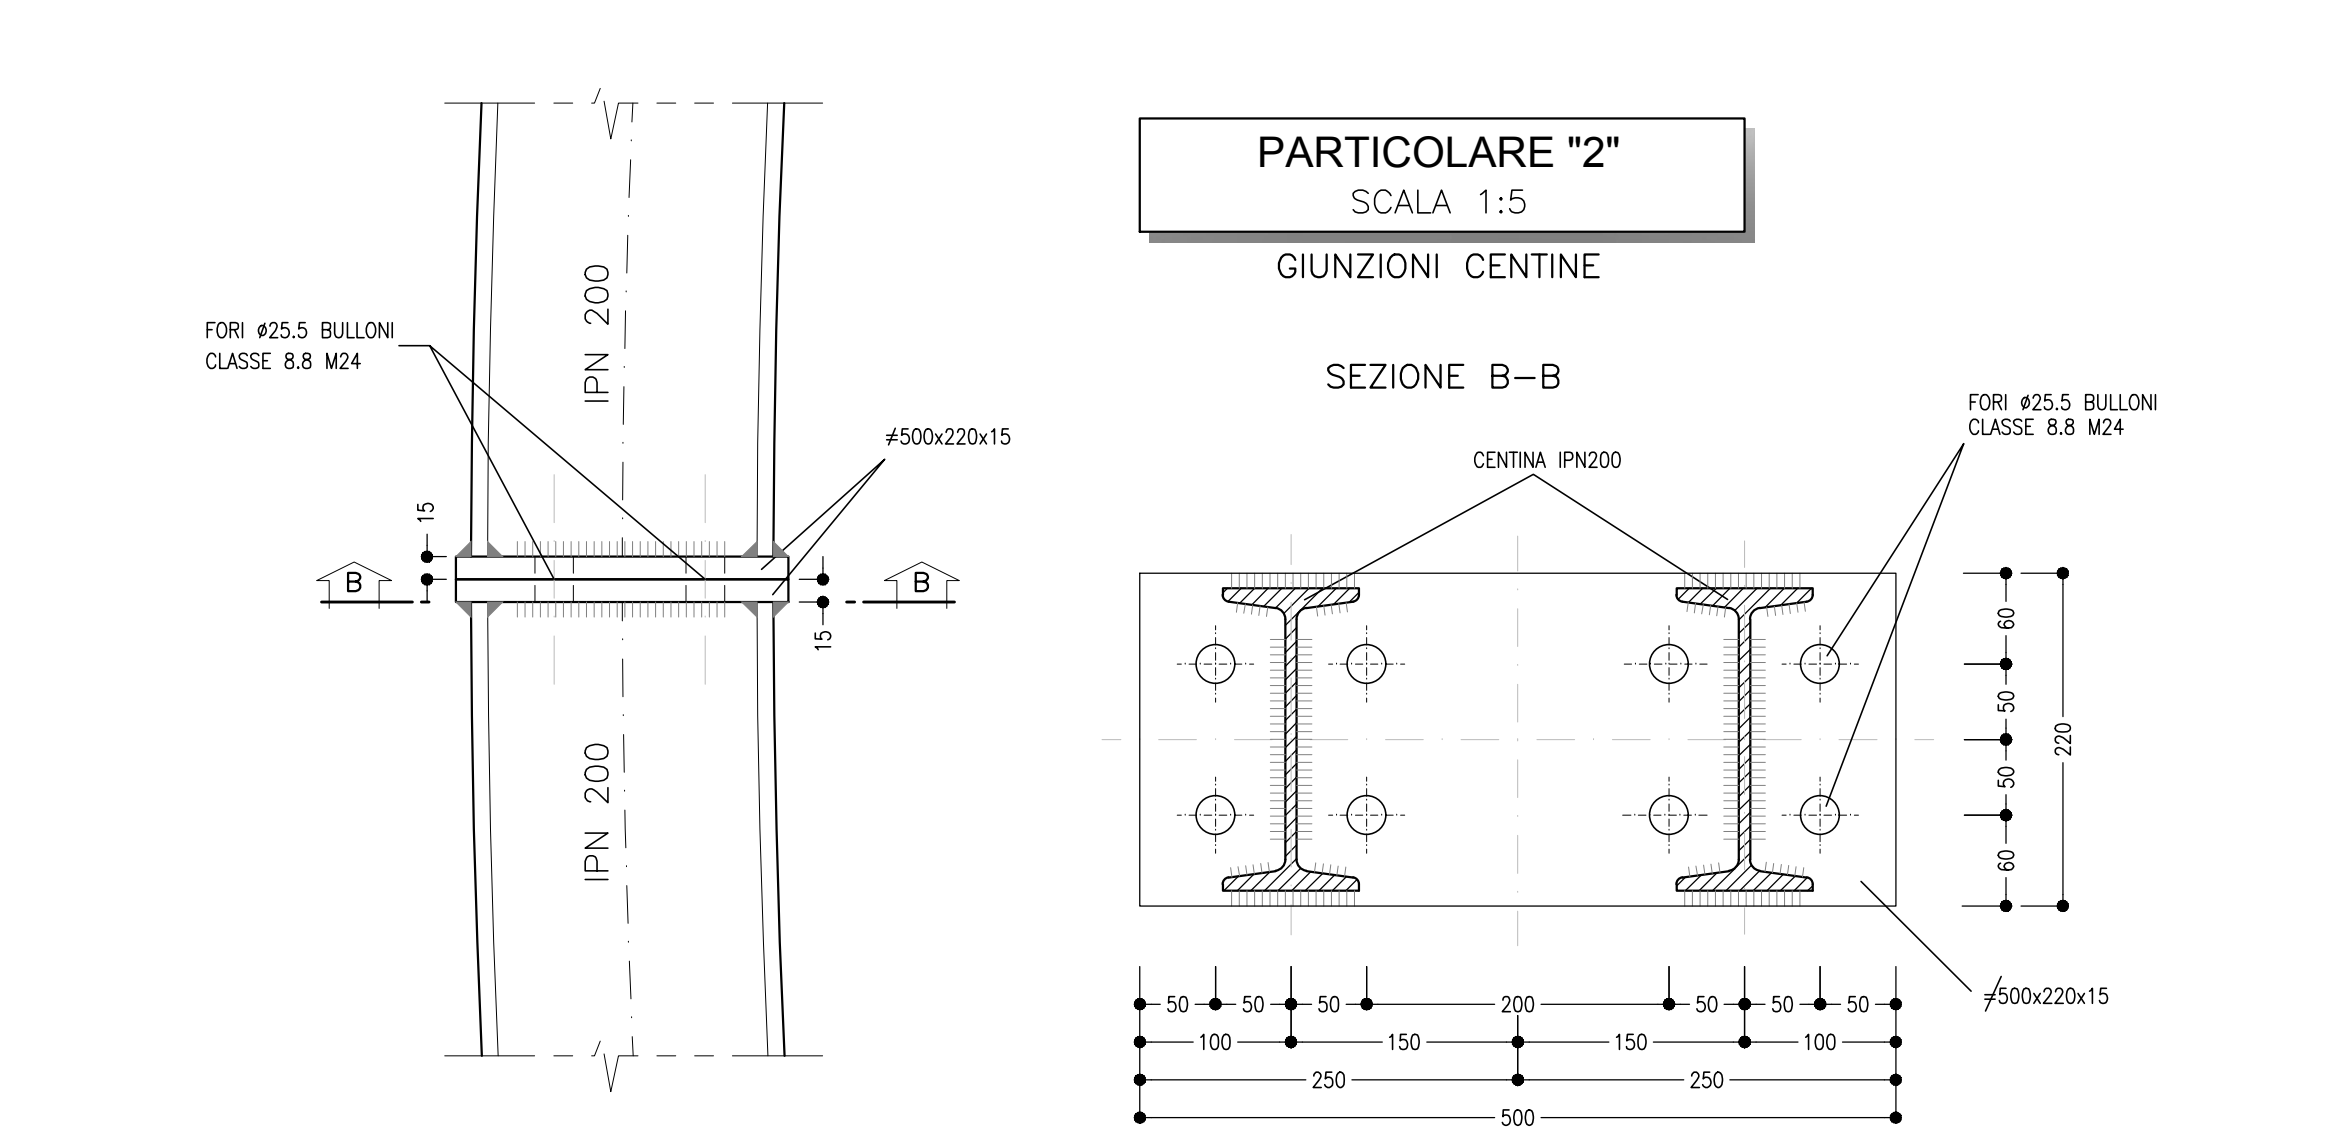 PARTICOLARE "2"
SCALA 1:5
GIUNZIONI CENTINE
IPN 200
FORI ø25.5 BULLONI
CLASSE 8.8 M24
≠500x220x15
15
B
B
15
IPN 200
SEZIONE B-B
FORI ø25.5 BULLONI
CLASSE 8.8 M24
CENTINA IPN200
60
50
220
50
60
≠500x220x15
50 50 50 200 50 50 50
100 150 150 100
250 250
500